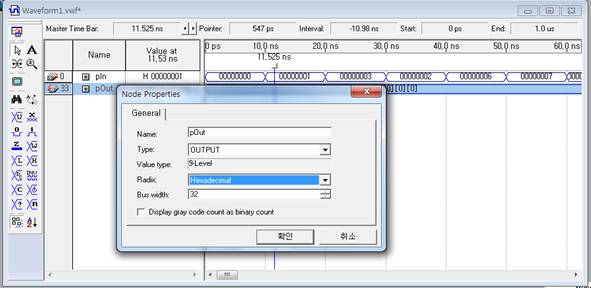 Waveform1.vwf*
Master Time Bar: 11.525 ns Pointer: 547 ps Interval: -10.98 ns Start: 0 ps End: 1.0 us
Name Value at 11,53 ns
0 ps 10,0 ns 20,0 ns 30,0 ns 40,0 ns 50,0 ns 60,0 ns
11,525 ns
0 pIn H 00000001 00000000 00000001 00000003 00000002 00000006 00000007
33 pOut [0][0][0]
Node Properties
General
Name: pOut
Type: OUTPUT
Value type: 9-Level
Radix: Hexadecimal
Bus width: 32
Display gray code count as binary count
확인 취소